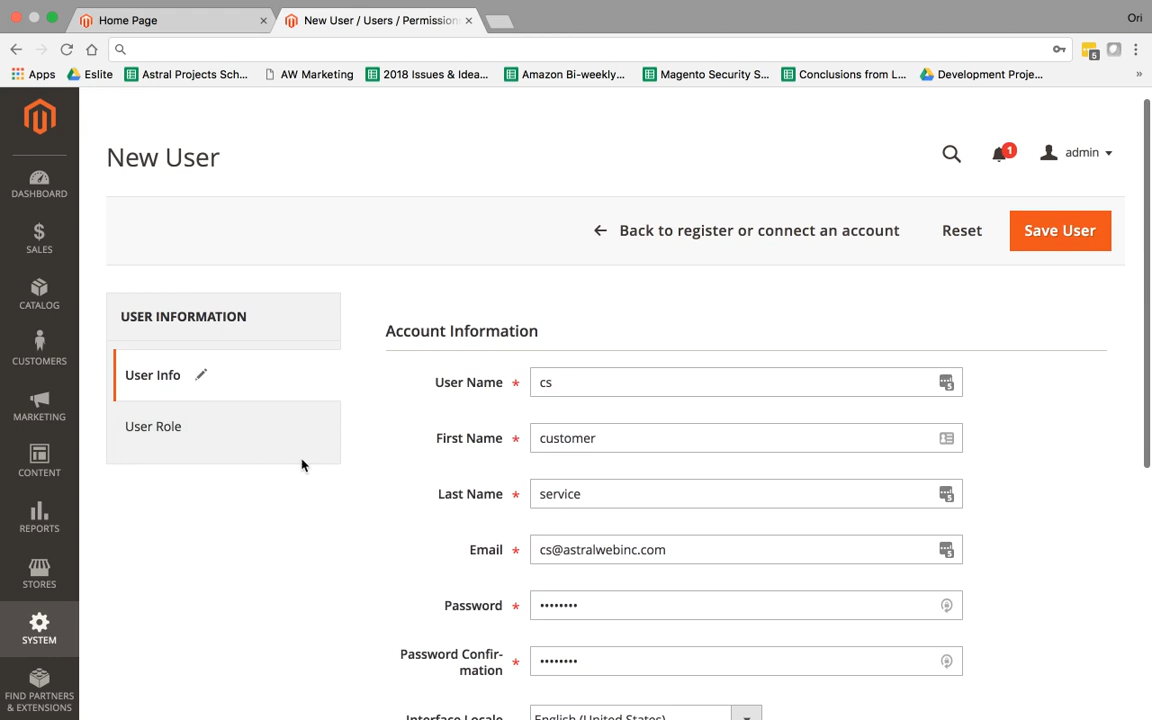 Home Page
New User / Users / Permission
Ori
5
Apps
Eslite
Astral Projects Sch...
AW Marketing
2018 Issues & Idea...
Amazon Bi-weekly...
Magento Security S...
Conclusions from L...
Development Proje...
»
New User
1
admin
Back to register or connect an account
Reset
Save User
DASHBOARD
SALES
CATALOG
CUSTOMERS
MARKETING
CONTENT
REPORTS
STORES
SYSTEM
FIND PARTNERS
& EXTENSIONS
USER INFORMATION
User Info
User Role
Account Information
User Name *
cs
First Name *
customer
Last Name *
service
Email *
cs@astralwebinc.com
Password *
••••••••
Password Confir-
mation *
••••••••
Interface Locale
English (United States)